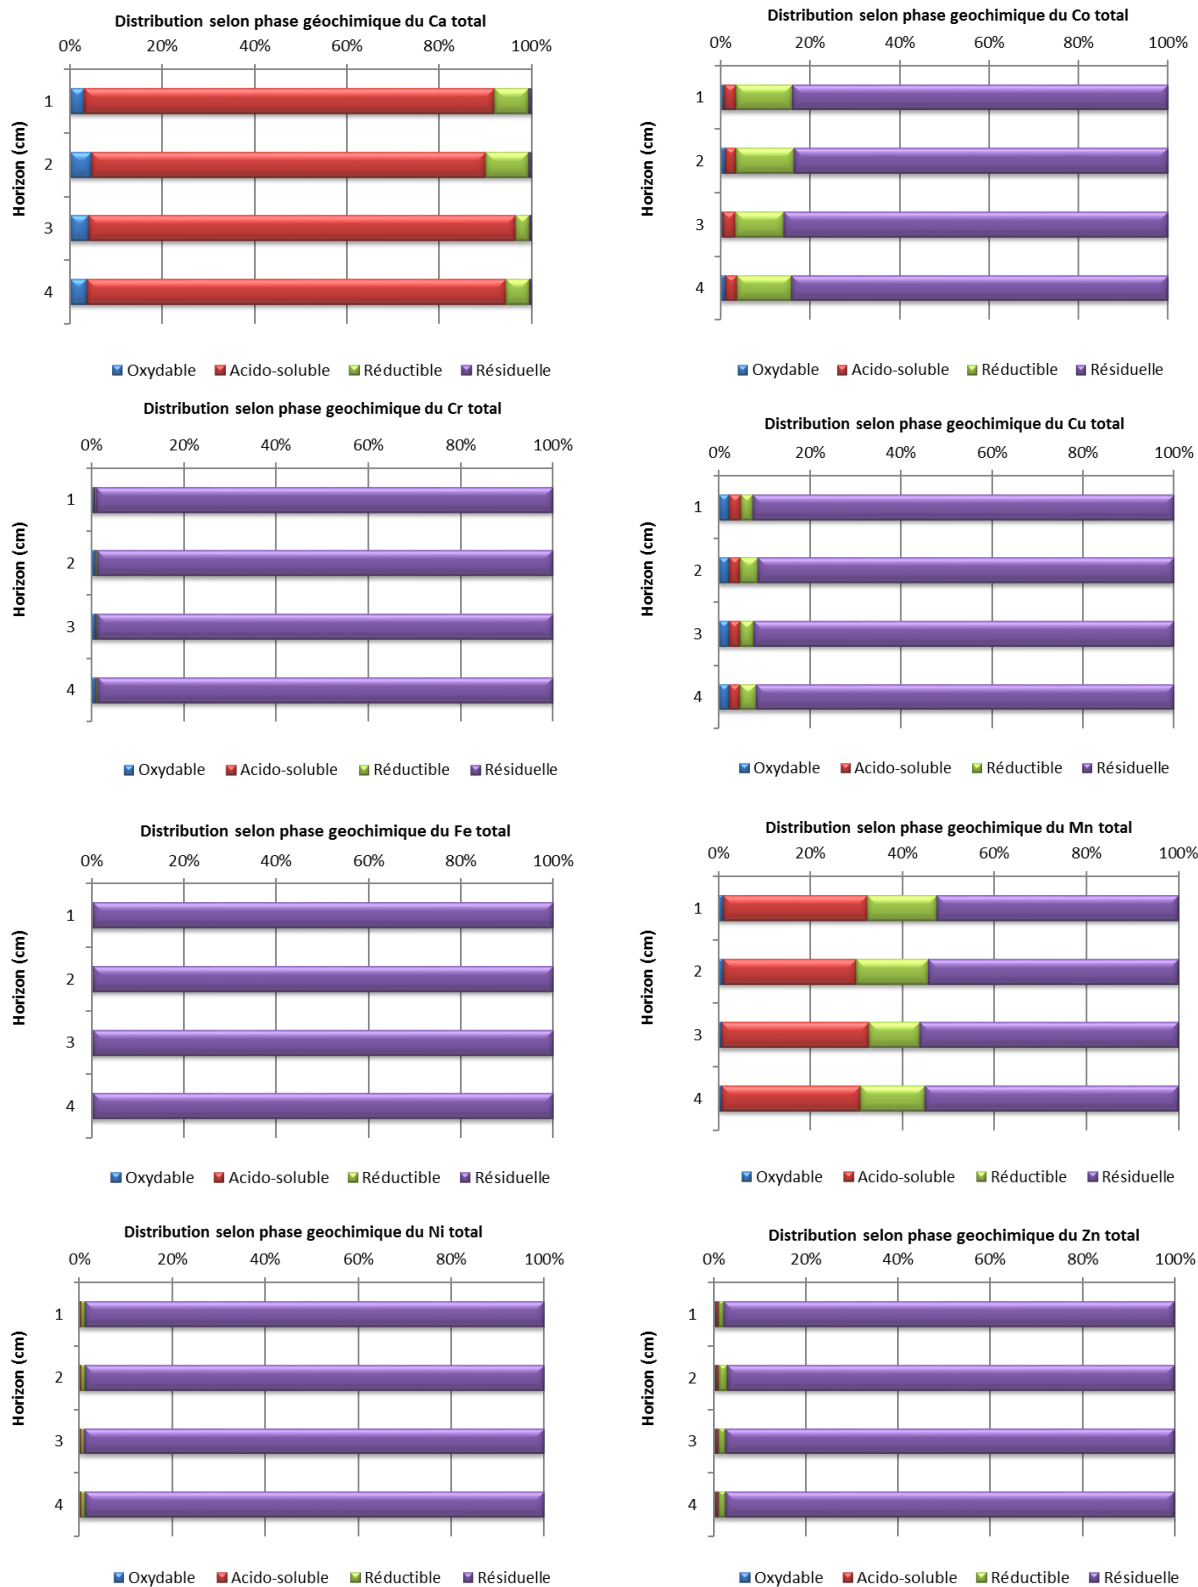 Distribution selon phase géochimique du Ca total
0% 20% 40% 60% 80% 100%
Horizon (cm)
1
2
3
4
Oxydable Acido-soluble Réductible Résiduelle
Distribution selon phase geochimique du Co total
0% 20% 40% 60% 80% 100%
Horizon (cm)
1
2
3
4
Oxydable Acido-soluble Réductible Résiduelle
Distribution selon phase geochimique du Cr total
0% 20% 40% 60% 80% 100%
Horizon (cm)
1
2
3
4
Oxydable Acido-soluble Réductible Résiduelle
Distribution selon phase geochimique du Cu total
0% 20% 40% 60% 80% 100%
Horizon (cm)
1
2
3
4
Oxydable Acido-soluble Réductible Résiduelle
Distribution selon phase geochimique du Fe total
0% 20% 40% 60% 80% 100%
Horizon (cm)
1
2
3
4
Oxydable Acido-soluble Réductible Résiduelle
Distribution selon phase geochimique du Mn total
0% 20% 40% 60% 80% 100%
Horizon (cm)
1
2
3
4
Oxydable Acido-soluble Réductible Résiduelle
Distribution selon phase geochimique du Ni total
0% 20% 40% 60% 80% 100%
Horizon (cm)
1
2
3
4
Oxydable Acido-soluble Réductible Résiduelle
Distribution selon phase geochimique du Zn total
0% 20% 40% 60% 80% 100%
Horizon (cm)
1
2
3
4
Oxydable Acido-soluble Réductible Résiduelle